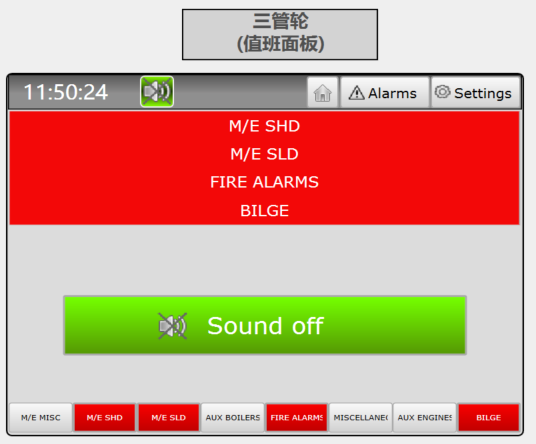 三管轮
(值班面板)
11:50:24
Alarms
Settings
M/E SHD
M/E SLD
FIRE ALARMS
BILGE
Sound off
M/E MISC
M/E SHD
M/E SLD
AUX BOILERS
FIRE ALARMS
MISCELLANE
AUX ENGINES
BILGE